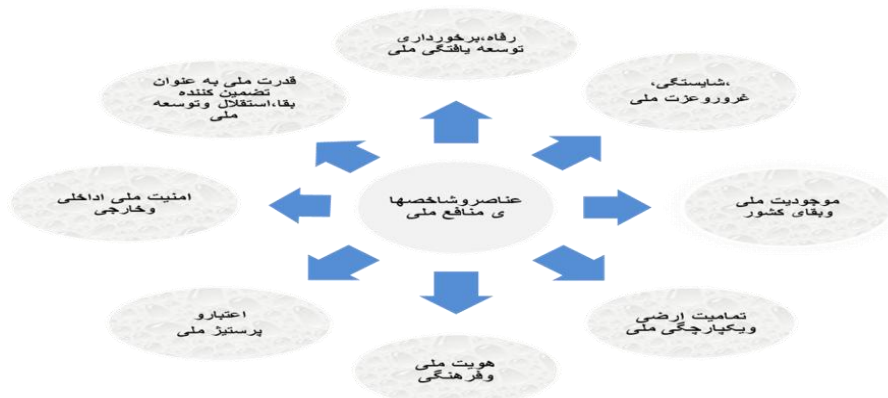 رفاه،برخورداری
توسعه یافتگی ملی
،شایستگی،
غروروعزت ملی
موجودیت ملی
وبقای کشور
تمامیت ارضی
ویکپارچگی ملی
هویت ملی
وفرهنگی
اعتبارو
پرستیژ ملی
امنیت ملی اداخلی
وخارجی
قدرت ملی به عنوان
تضمین کننده
بقا،استقلال وتوسعه
ملی
عناصروشاخصها
ی منافع ملی